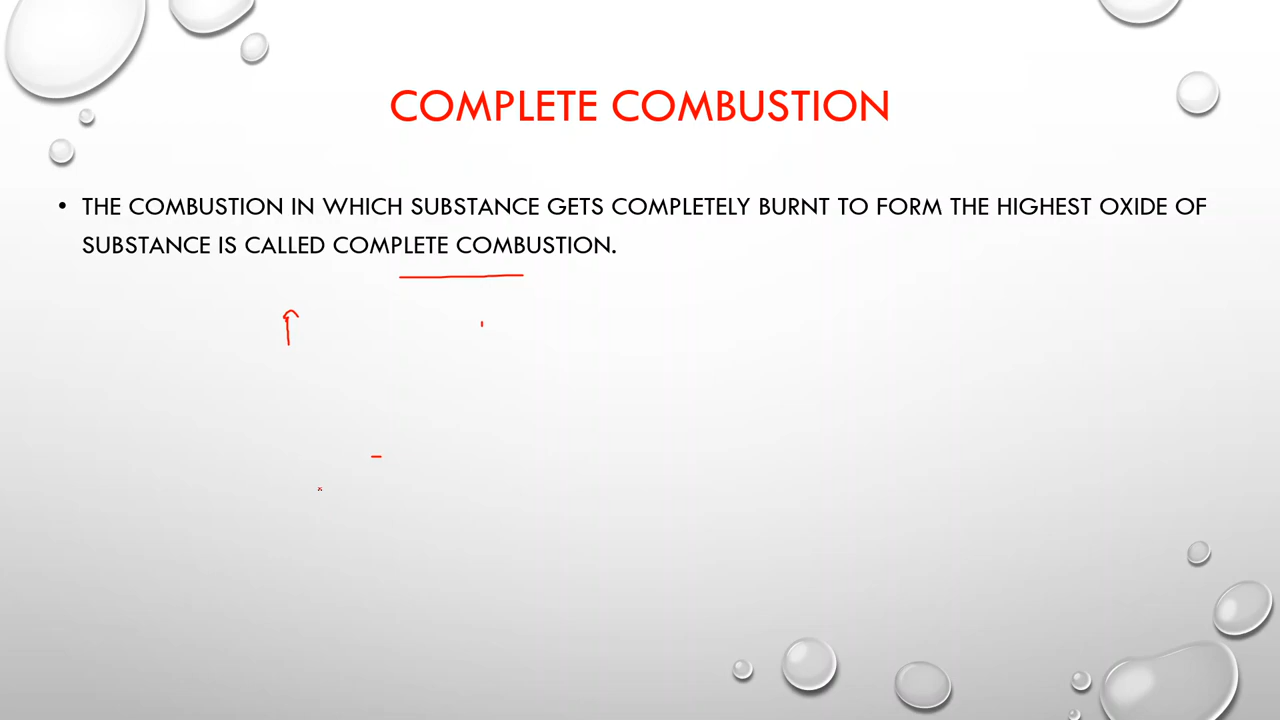 COMPLETE COMBUSTION
• THE COMBUSTION IN WHICH SUBSTANCE GETS COMPLETELY BURNT TO FORM THE HIGHEST OXIDE OF
SUBSTANCE IS CALLED COMPLETE COMBUSTION.